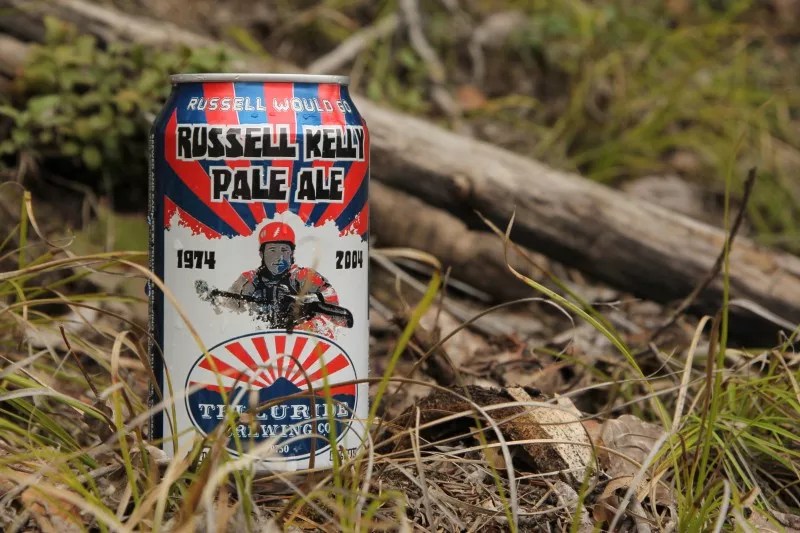 RUSSELL WOULD GO
RUSSELL KELLY
PALE ALE
1974 2004
TELLURIDE
BREWING CO